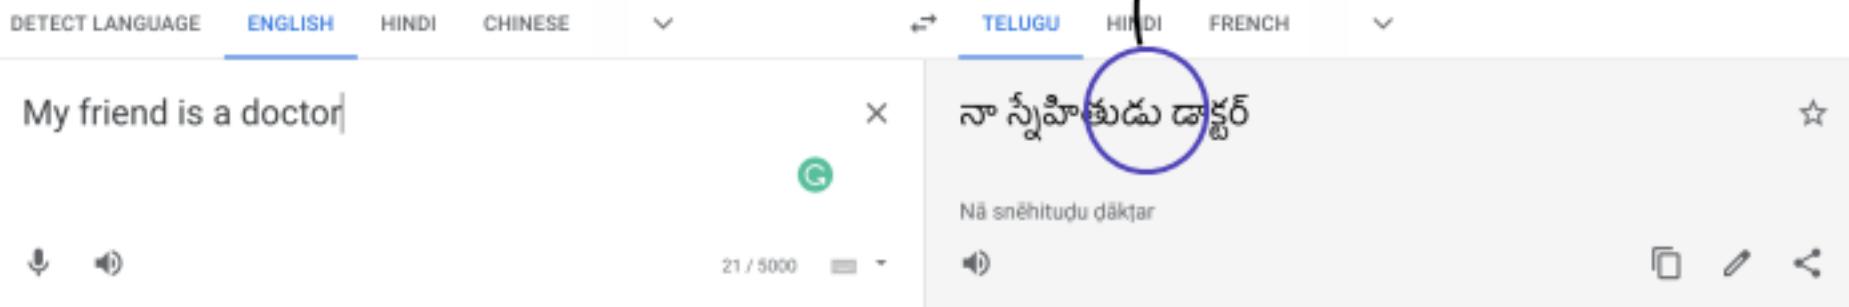 DETECT LANGUAGE ENGLISH HINDI CHINESE TELUGU HINDI FRENCH
My friend is a doctor
నా స్నేహితుడు డాక్టర్
Nā snēhituḍu ḍākṭar
21 / 5000